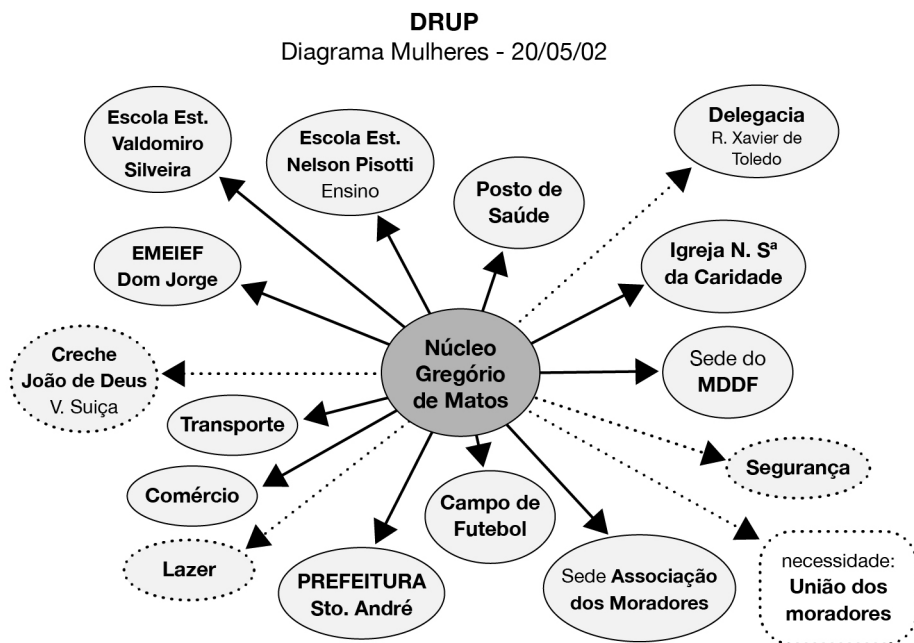 DRUP
Diagrama Mulheres - 20/05/02
Escola Est.
Valdomiro
Silveira
Escola Est.
Nelson Pisotti
Ensino
Posto de
Saúde
Delegacia
R. Xavier de
Toledo
EMEIEF
Dom Jorge
Igreja N. Sª
da Caridade
Núcleo
Gregório
de Matos
Creche
João de Deus
V. Suiça
Sede do
MDDF
Transporte
Segurança
Comércio
Campo de
Futebol
Lazer
PREFEITURA
Sto. André
Sede Associação
dos Moradores
necessidade:
União dos
moradores